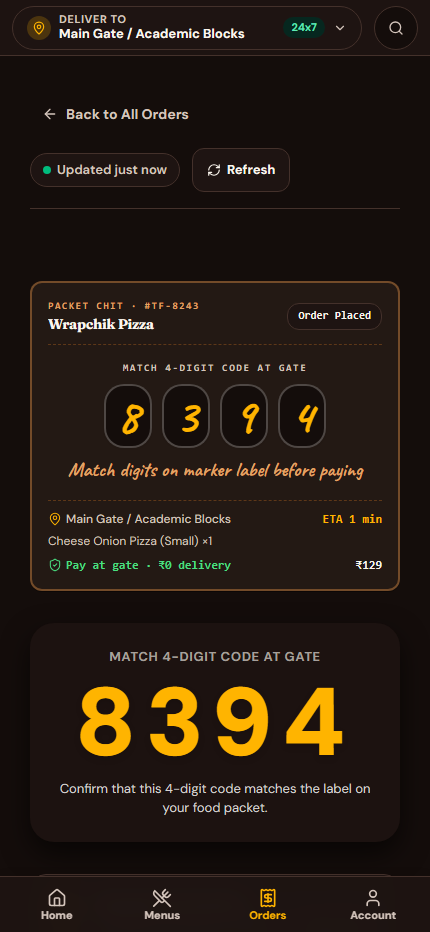 DELIVER TO
Main Gate / Academic Blocks
24x7
Back to All Orders
Updated just now
Refresh
PACKET CHIT · #TF-8243
Wrapchik Pizza
Order Placed
MATCH 4-DIGIT CODE AT GATE
8 3 9 4
Match digits on marker label before paying
Main Gate / Academic Blocks
ETA 1 min
Cheese Onion Pizza (Small) ×1
Pay at gate · ₹0 delivery
₹129
MATCH 4-DIGIT CODE AT GATE
8394
Confirm that this 4-digit code matches the label on
your food packet.
Home
Menus
Orders
Account